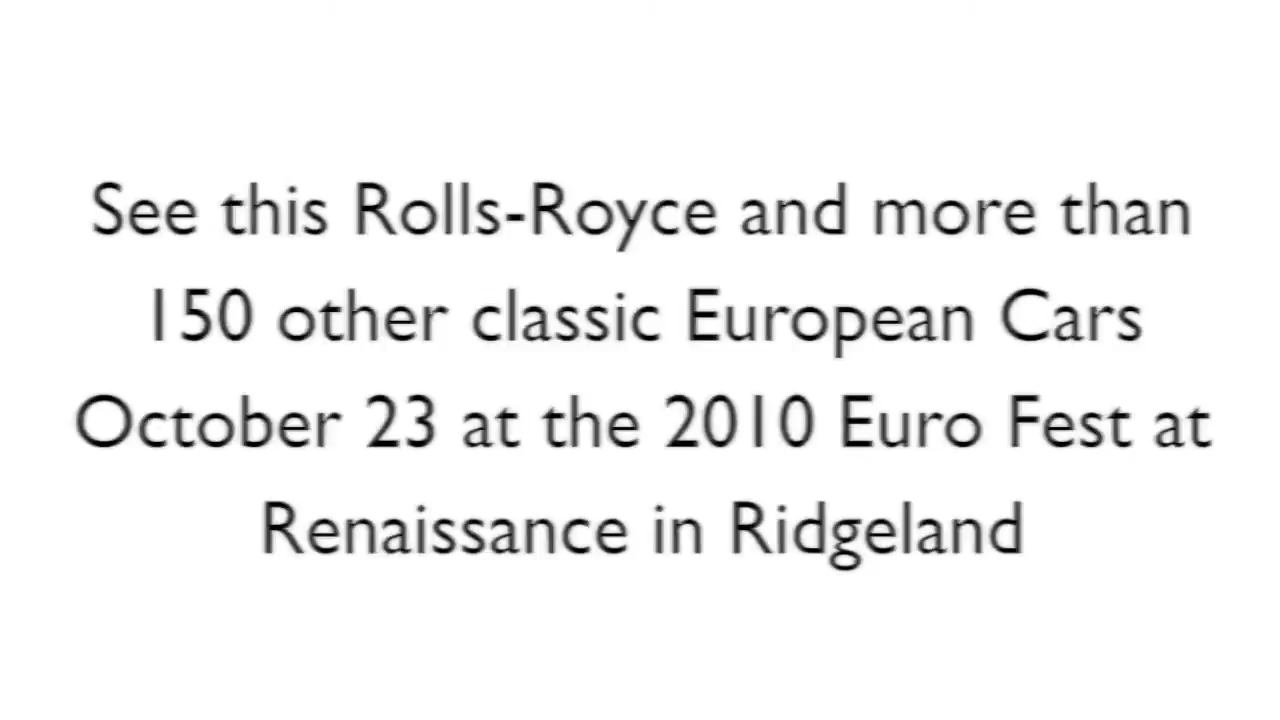 See this Rolls-Royce and more than
150 other classic European Cars
October 23 at the 2010 Euro Fest at
Renaissance in Ridgeland